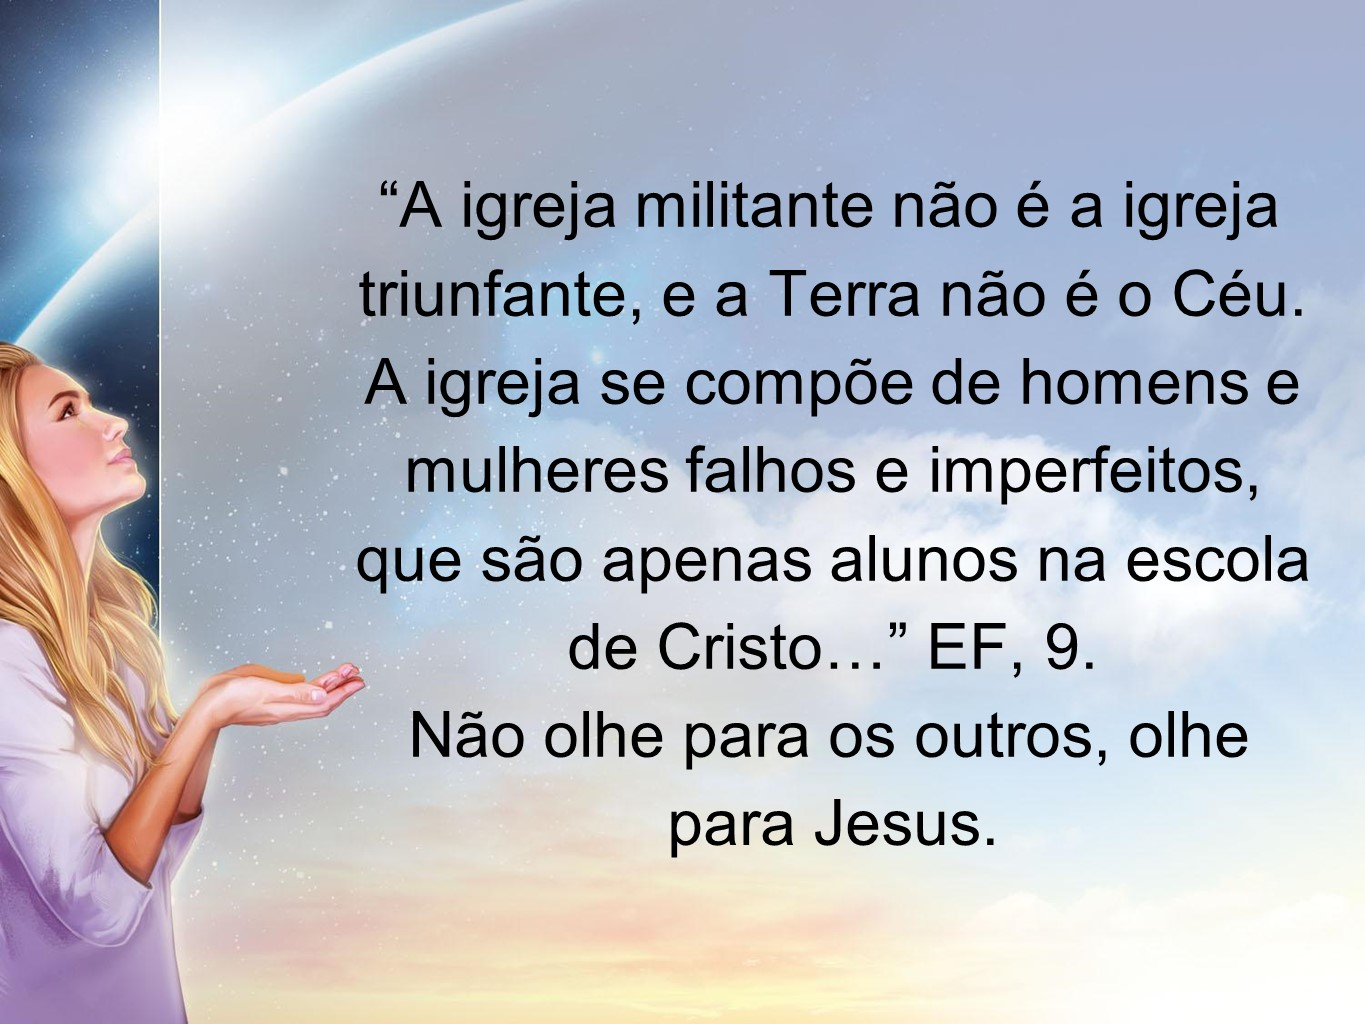 “A igreja militante não é a igreja
triunfante, e a Terra não é o Céu.
A igreja se compõe de homens e
mulheres falhos e imperfeitos,
que são apenas alunos na escola
de Cristo…” EF, 9.
Não olhe para os outros, olhe
para Jesus.